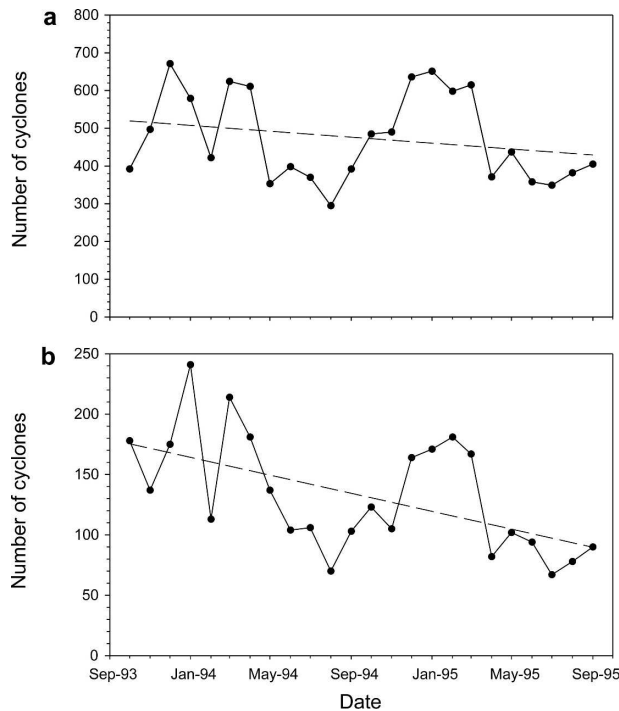 a
800
700
600
500
400
300
200
100
0
Number of cyclones
b
250
200
150
100
50
0
Number of cyclones
Sep-93 Jan-94 May-94 Sep-94 Jan-95 May-95 Sep-95
Date